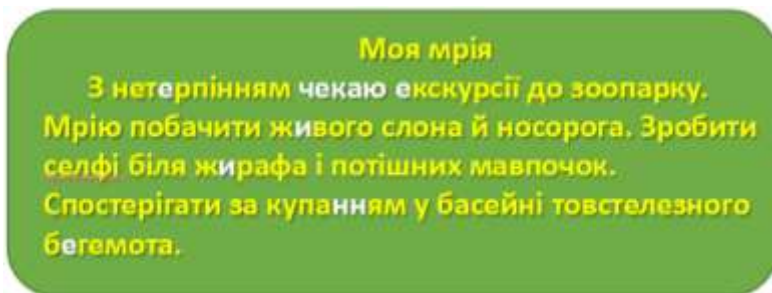 Моя мрія
З нетерпінням чекаю екскурсії до зоопарку.
Мрію побачити живого слона й носорога. Зробити
селфі біля жирафа і потішних мавпочок.
Спостерігати за купанням у басейні товстелезного
бегемота.